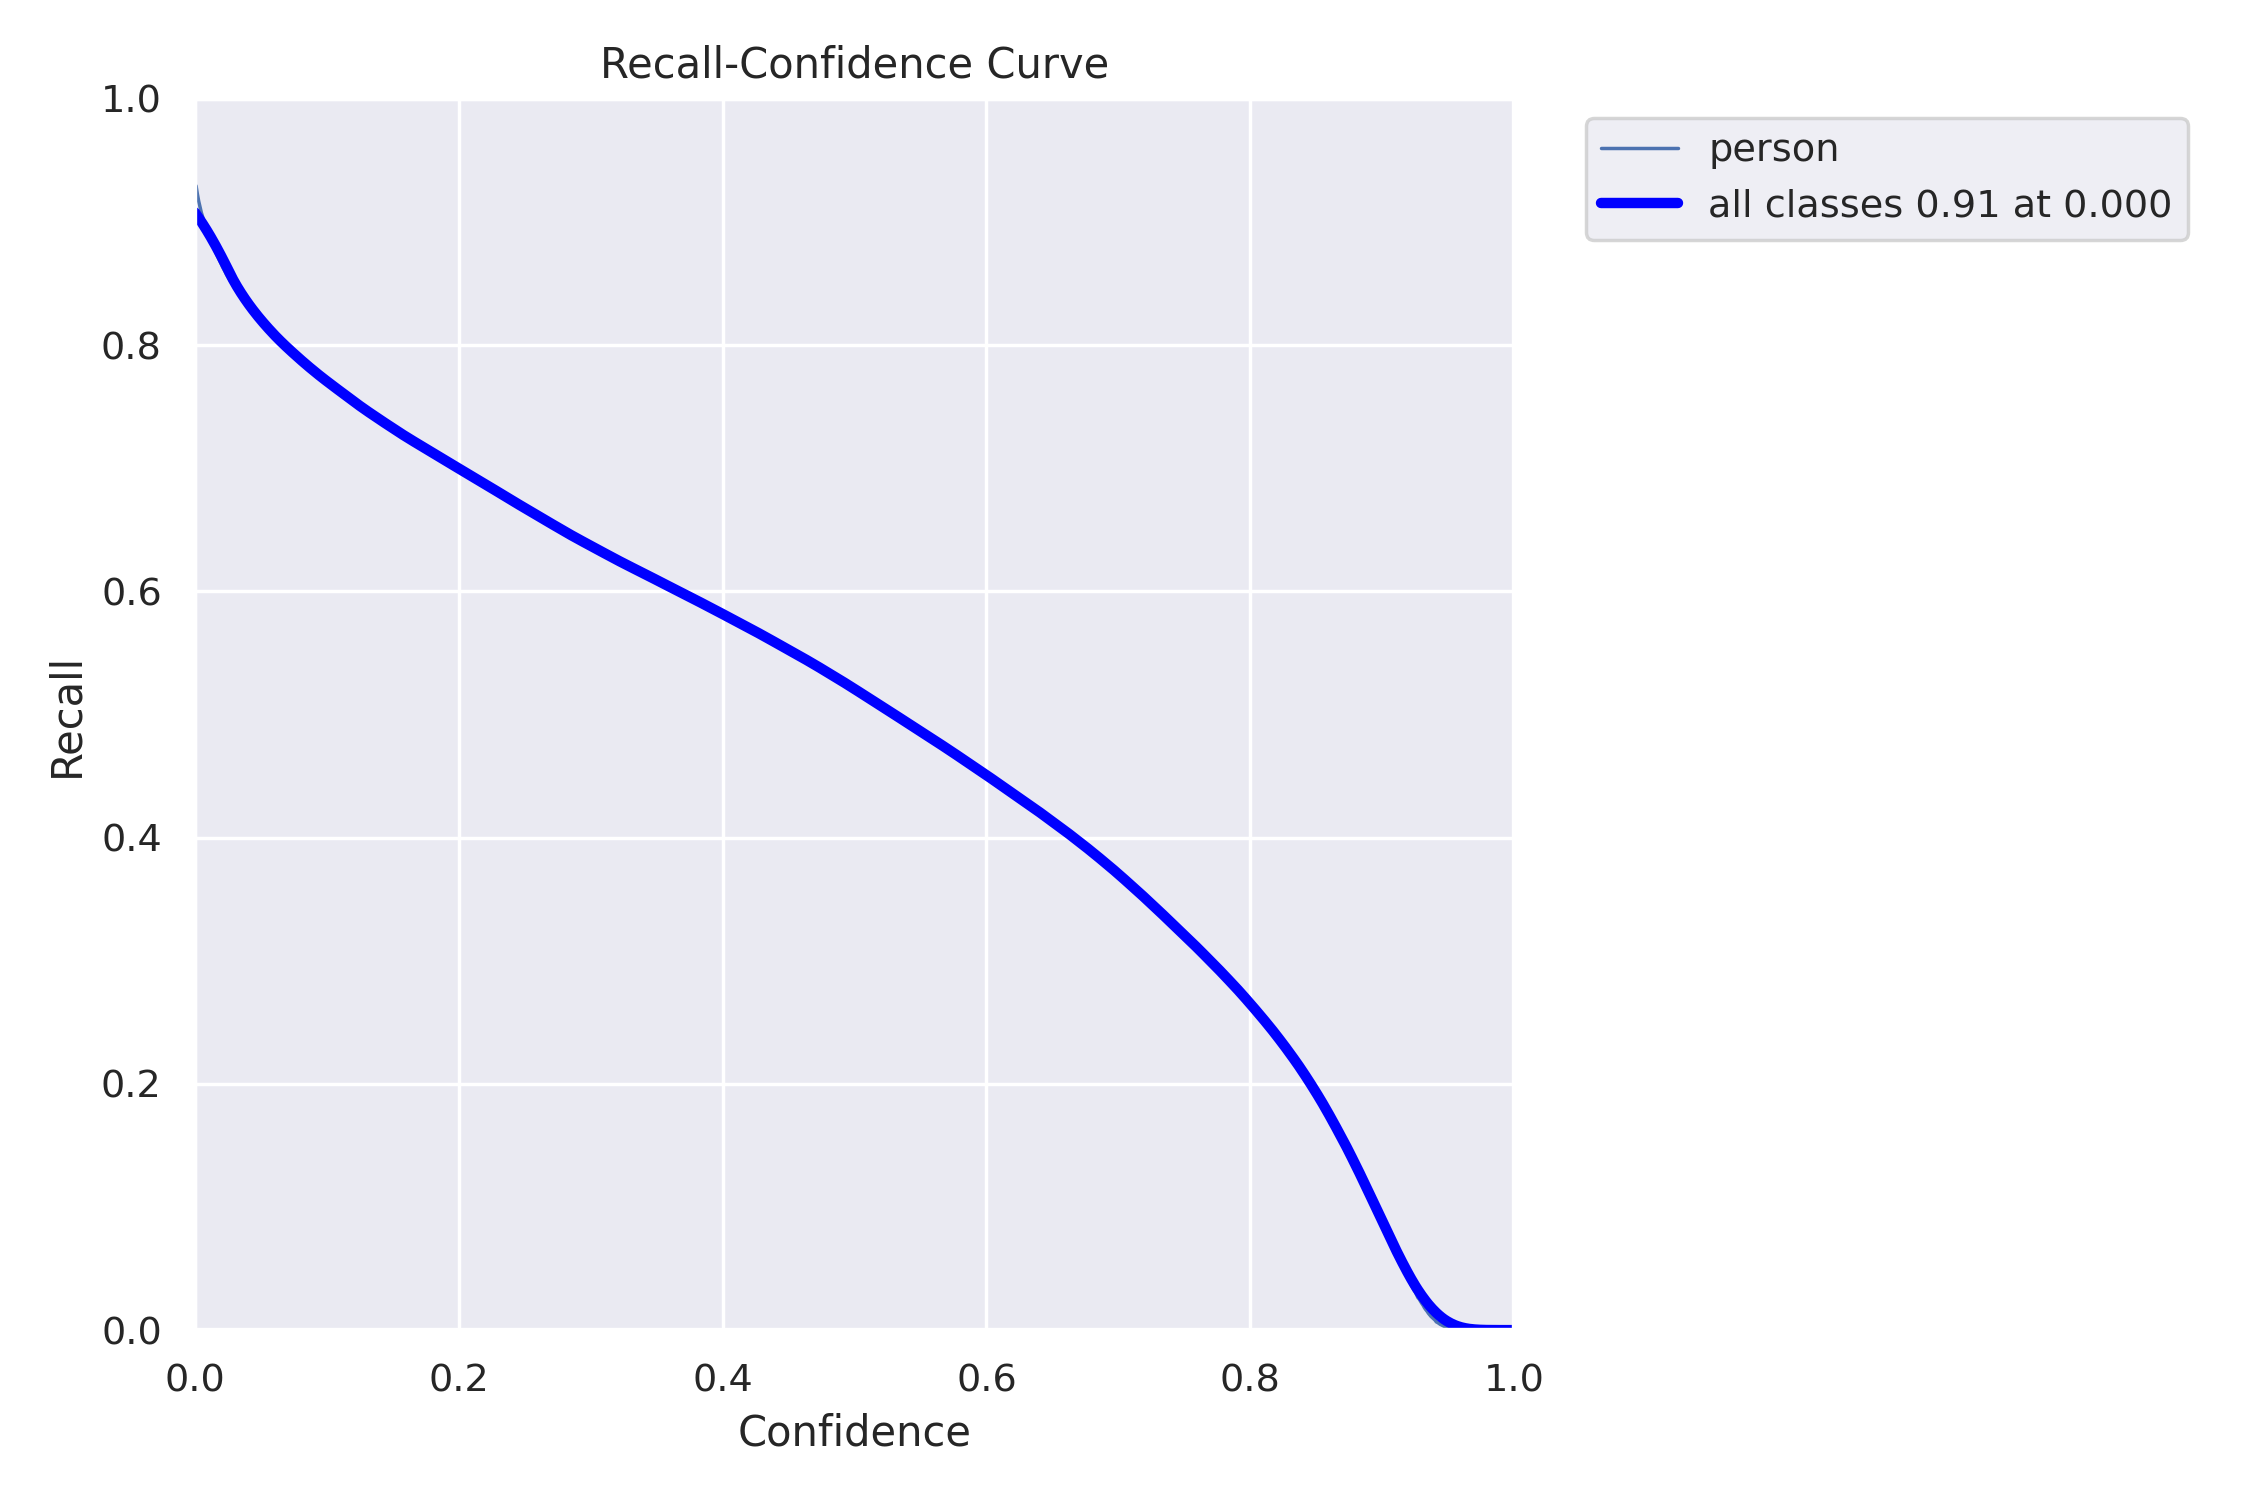 Recall-Confidence Curve
1.0
0.8
0.6
0.4
0.2
0.0
Recall
0.0 0.2 0.4 0.6 0.8 1.0
Confidence
person
all classes 0.91 at 0.000